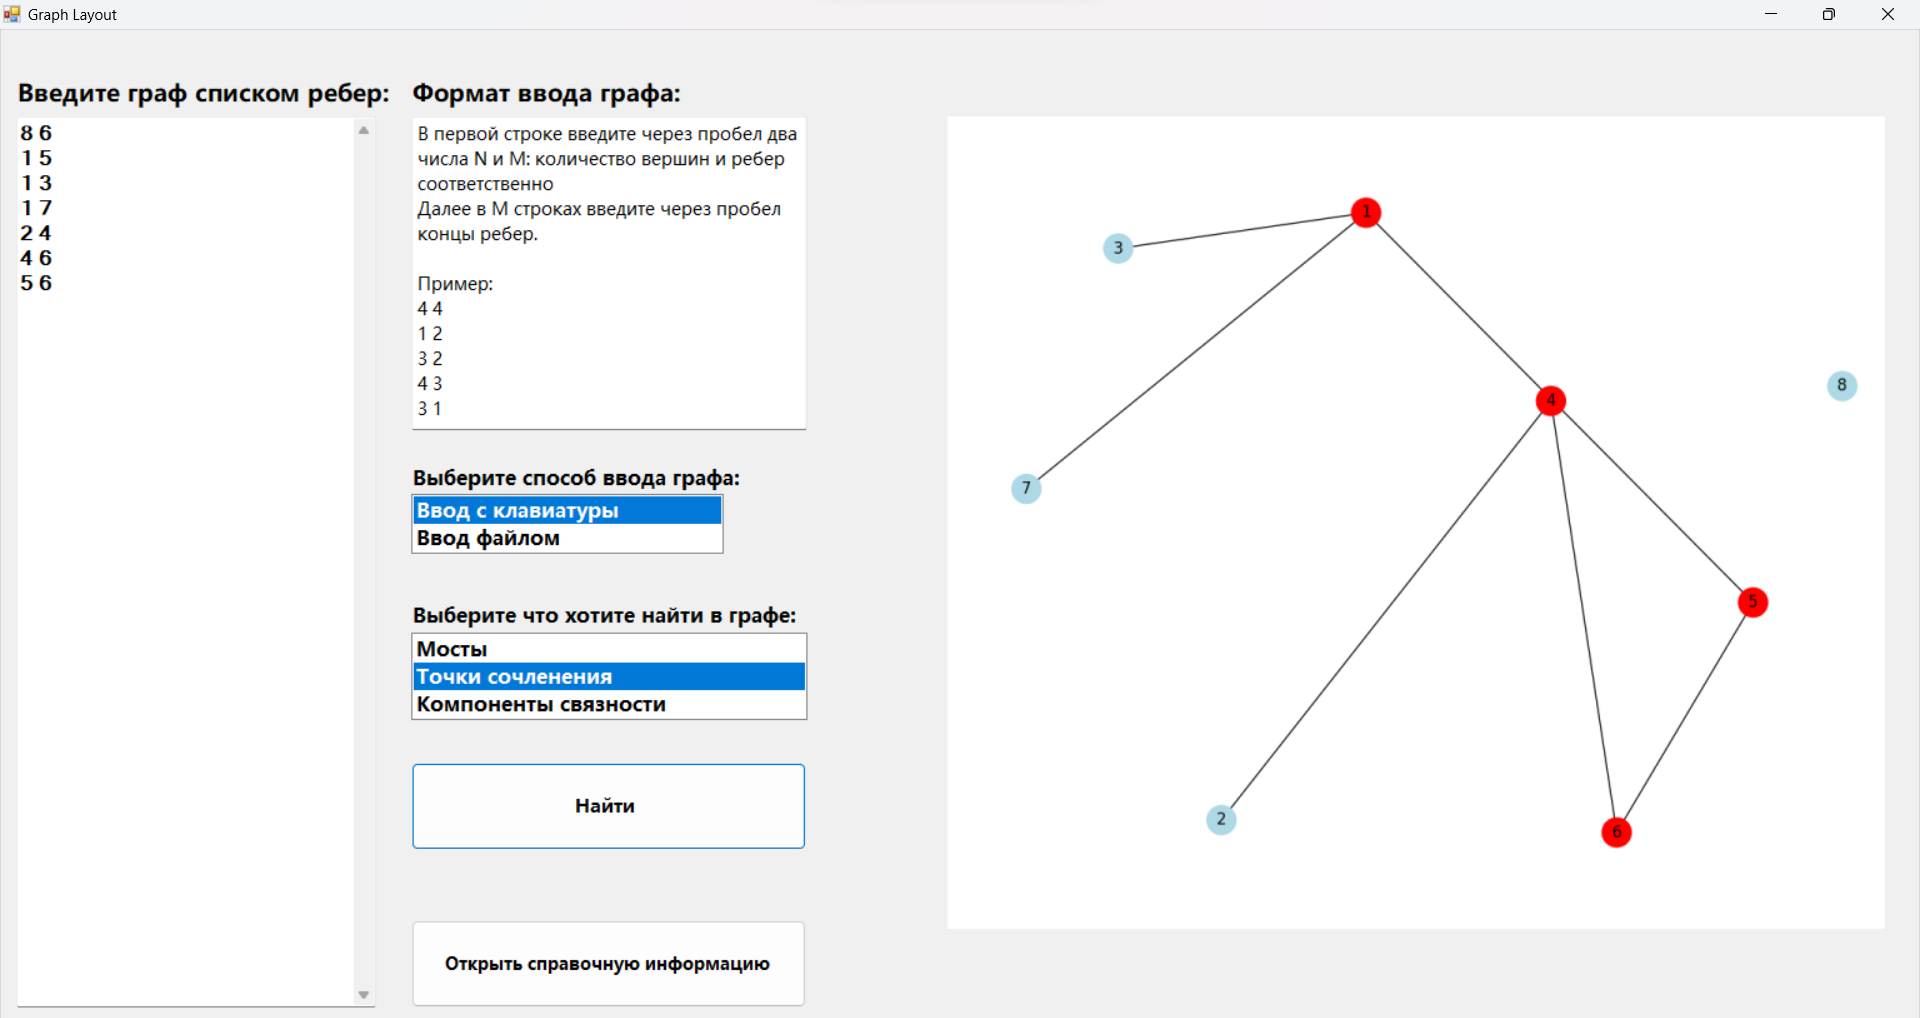 Graph Layout
Введите граф списком ребер:
8 6
1 5
1 3
1 7
2 4
4 6
5 6
Формат ввода графа:
В первой строке введите через пробел два
числа N и M: количество вершин и ребер
соответственно
Далее в M строках введите через пробел
концы ребер.
Пример:
4 4
1 2
3 2
4 3
3 1
Выберите способ ввода графа:
Ввод с клавиатуры
Ввод файлом
Выберите что хотите найти в графе:
Мосты
Точки сочленения
Компоненты связности
Найти
Открыть справочную информацию
1
3
8
4
7
5
2
6